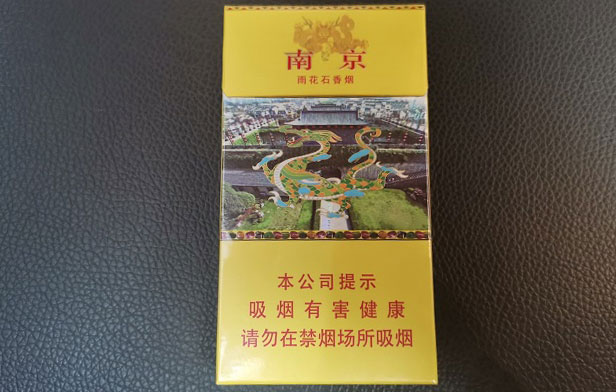 南京
雨花石香烟
本公司提示
吸烟有害健康
请勿在禁烟场所吸烟